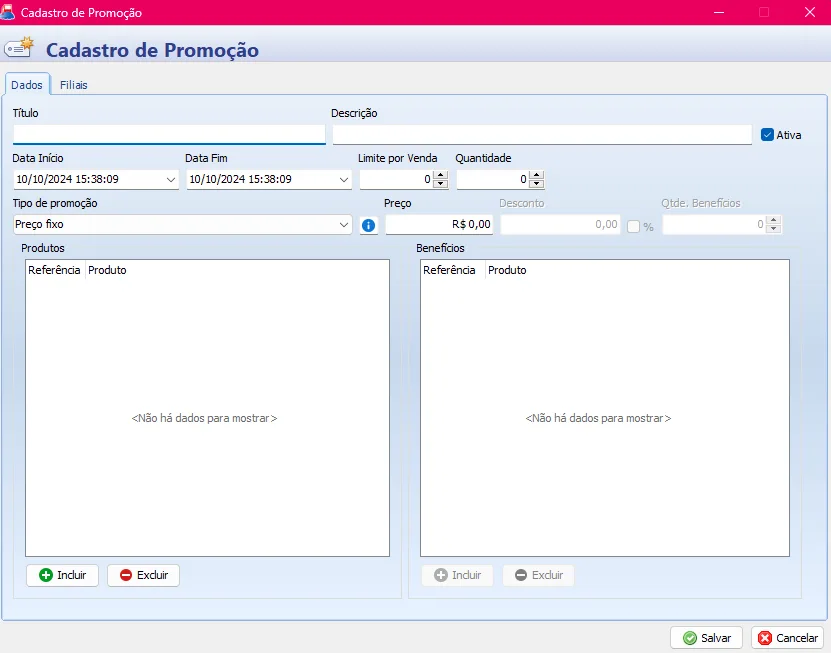 Cadastro de Promoção
Cadastro de Promoção
Dados Filiais
Título Descrição
Ativa
Data Início Data Fim Limite por Venda Quantidade
10/10/2024 15:38:09 10/10/2024 15:38:09 0 0
Tipo de promoção Preço Desconto Qtde. Benefícios
Preço fixo R$ 0,00 0,00 % 0
Produtos Benefícios
Referência Produto Referência Produto
<Não há dados para mostrar> <Não há dados para mostrar>
Incluir Excluir Incluir Excluir
Salvar Cancelar